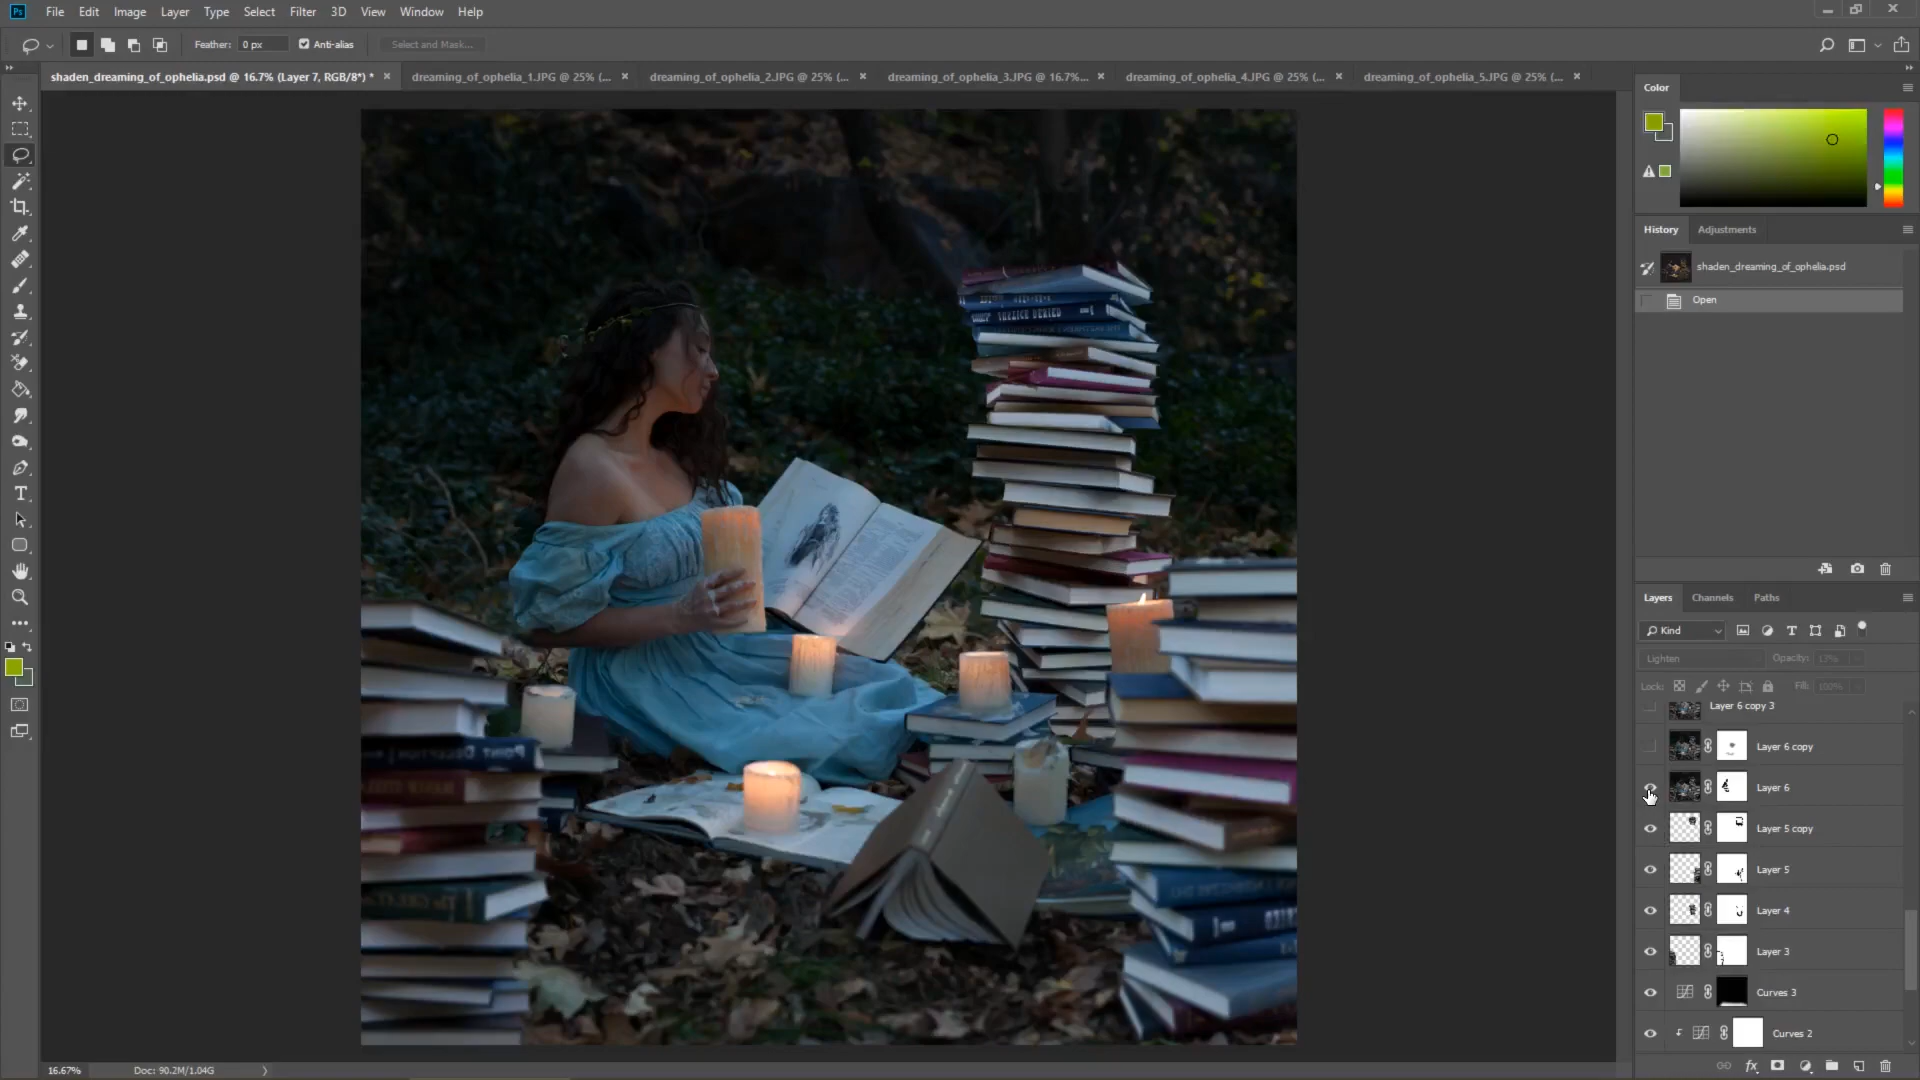 Ps File Edit Image Layer Type Select Filter 3D View Window Help
Feather: 0 px Anti-alias Select and Mask...
shaden_dreaming_of_ophelia.psd @ 16.7% (Layer 7, RGB/8*) * dreaming_of_ophelia_1.JPG @ 25% (... dreaming_of_ophelia_2.JPG @ 25% (... dreaming_of_ophelia_3.JPG @ 16.7%... dreaming_of_ophelia_4.JPG @ 25% (... dreaming_of_ophelia_5.JPG @ 25% (...
Color
History Adjustments
shaden_dreaming_of_ophelia.psd
Open
Layers Channels Paths
Kind
Lighten Opacity: 17%
Lock: Fill: 100%
Layer 6 copy 3
Layer 6 copy
Layer 6
Layer 5 copy
Layer 5
Layer 4
Layer 3
Curves 3
Curves 2
16.67% Doc: 90.2M/1.04G